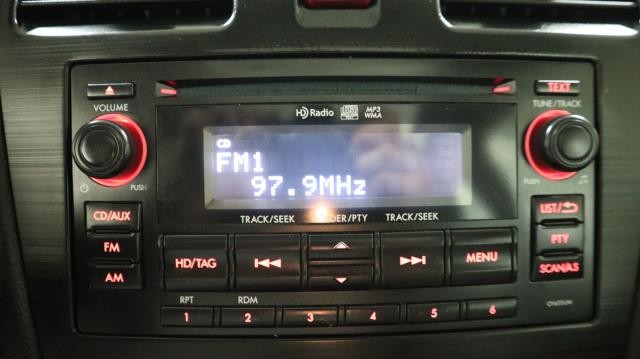 TEXT
VOLUME
TUNE/TRACK
HD Radio
MP3
WMA
CD
FM1
97.9MHz
PUSH
PUSH
TRACK/SEEK
TRACK/SEEK
CD/AUX
LIST/
FM
PTY
HD/TAG
MENU
AM
SCAN/A.S
RPT
RDM
1 2 3 4 5 6